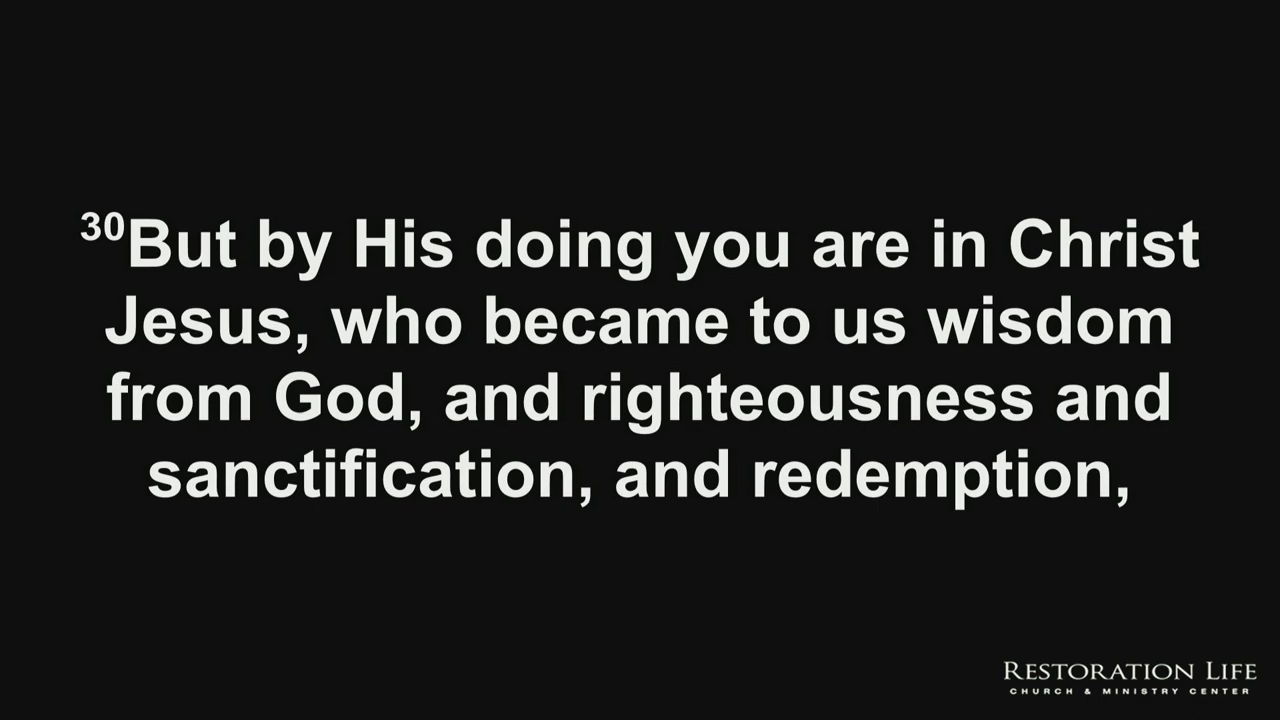 30But by His doing you are in Christ
Jesus, who became to us wisdom
from God, and righteousness and
sanctification, and redemption,
RESTORATION LIFE
CHURCH & MINISTRY CENTER